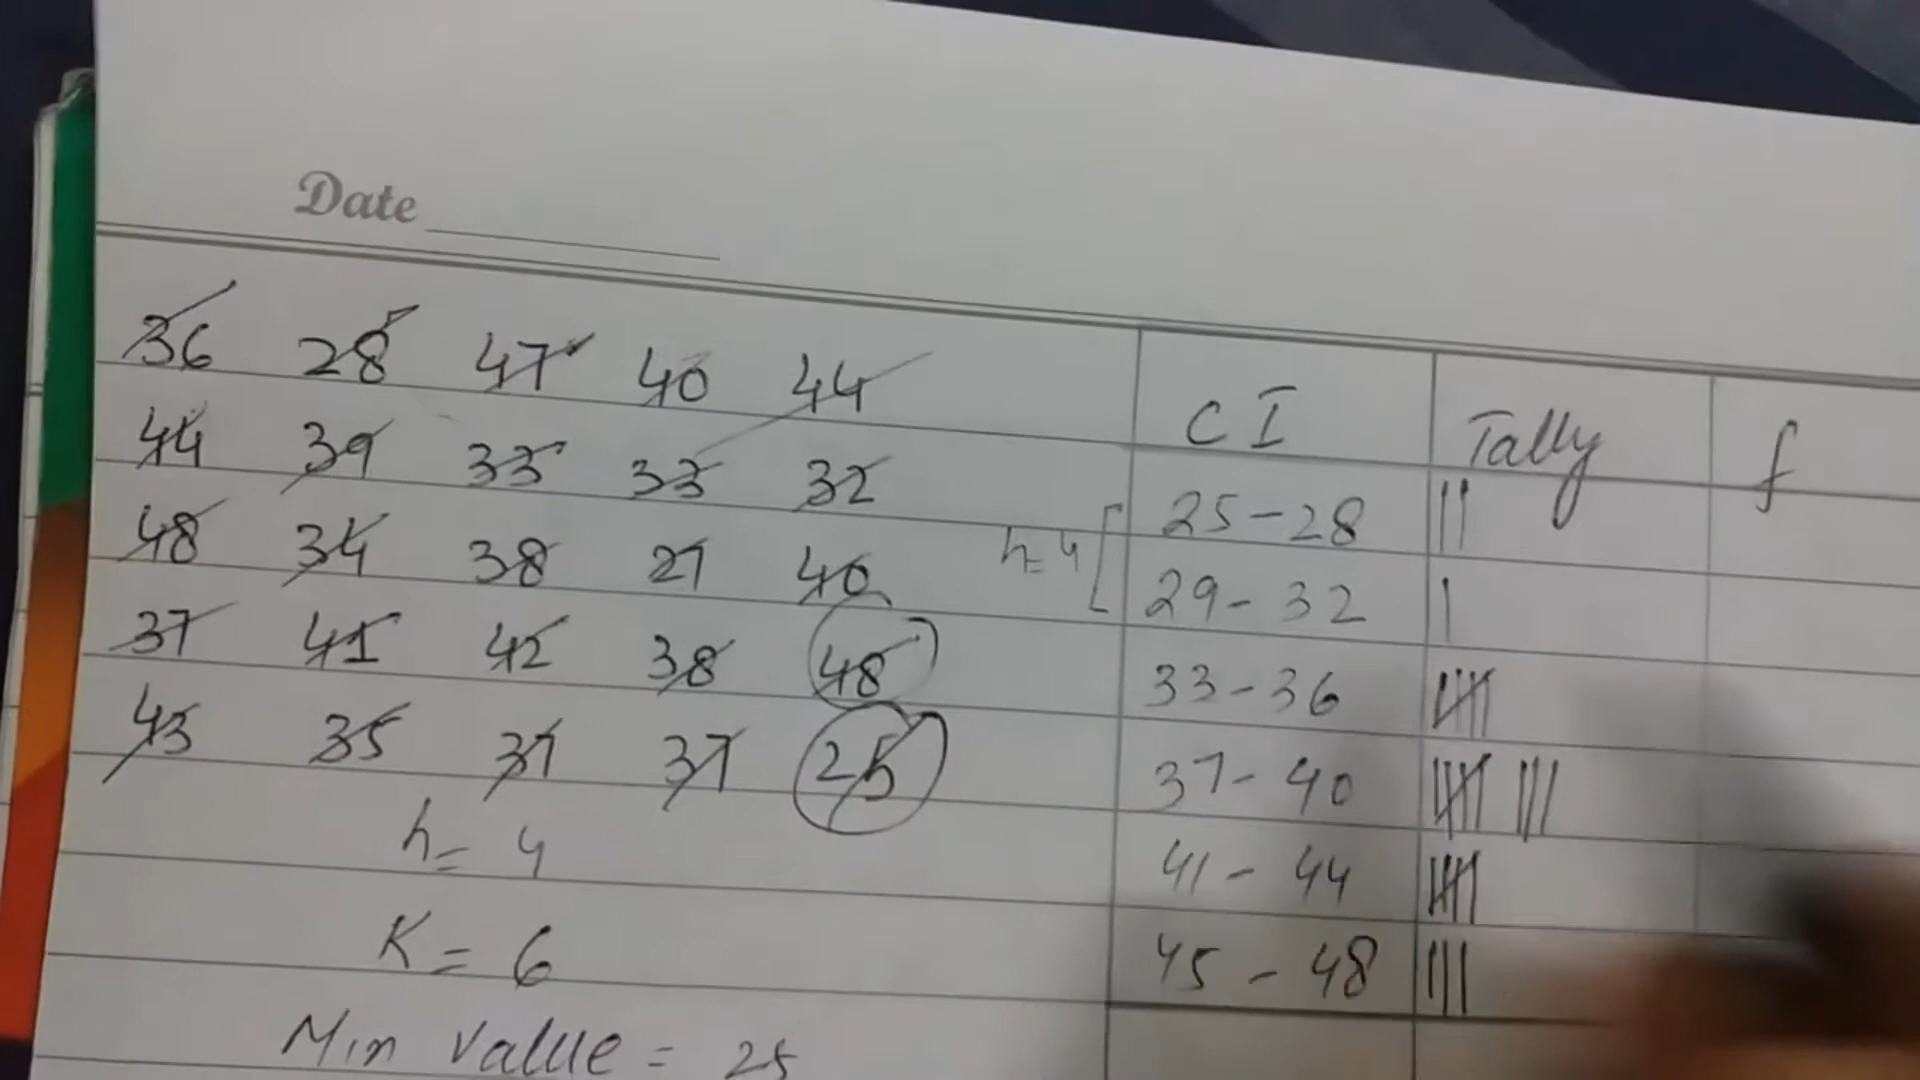 Date
36 28 47 40 44
44 39 33 33 32
48 34 38 27 40
37 41 42 38 48
43 35 37 37 25
h = 4
K = 6
Min Value = 25
C I Tally f
h = 4
25 - 28 ||
29 - 32 |
33 - 36 ||||
37 - 40 |||| |||
41 - 44 ||||
45 - 48 |||